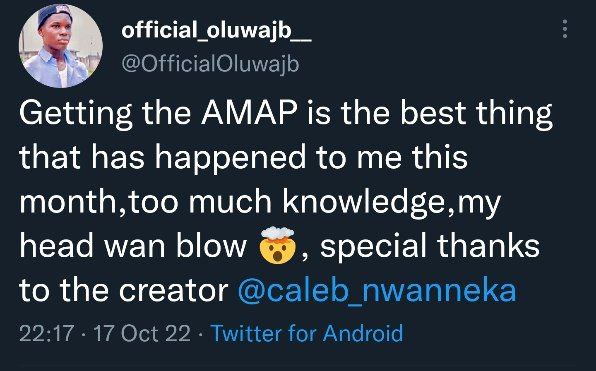 official_oluwajb__
@OfficialOluwajb
Getting the AMAP is the best thing
that has happened to me this
month,too much knowledge,my
head wan blow 🤯, special thanks
to the creator @caleb_nwanneka
22:17 · 17 Oct 22 · Twitter for Android